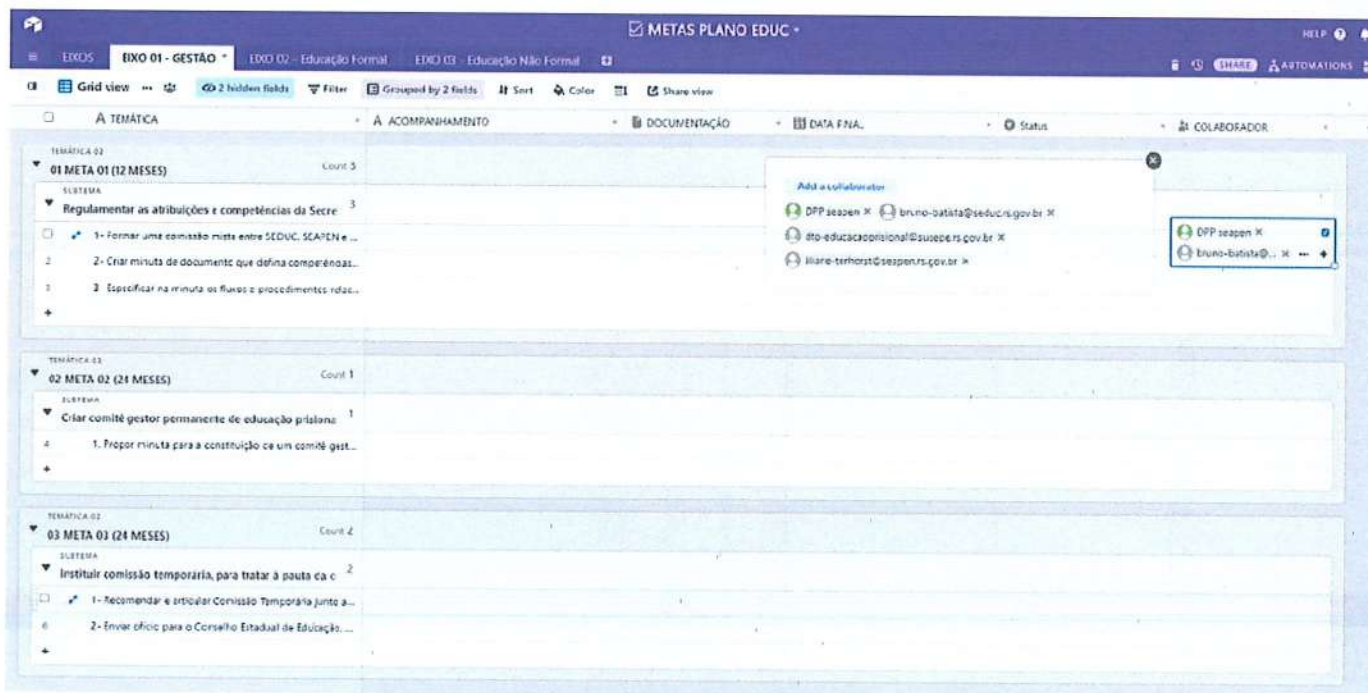 METAS PLANO EDUC
HELP
EIXOS EIXO 01 - GESTÃO EIXO 02 - Educação Formal EIXO 03 - Educação Não Formal
SHARE AUTOMATIONS
Grid view ... 2 hidden fields Filter Grouped by 2 fields Sort Color Share view
A TEMÁTICA A ACOMPANHAMENTO DOCUMENTAÇÃO DATA FINAL Status COLABORADOR
TEMÁTICA 02
01 META 01 (12 MESES) Count 3
SUBTEMA
Regulamentar as atribuições e competências da Secre 3
1- Formar uma comissão mista entre SEDUC, SEAPEN e ...
2 2- Criar minuta de documento que defina competências...
3 3 Especificar na minuta os fluxos e procedimentos relac...
+
Add a collaborator
DPP seapen × bruno-batista@seduc.rs.gov.br ×
dto-educacaoprisional@susepe.rs.gov.br ×
liliane-terhorst@seapen.rs.gov.br ×
DPP seapen ×
bruno-batista@... × ... +
TEMÁTICA 02
02 META 02 (24 MESES) Count 1
SUBTEMA
Criar comitê gestor permanente de educação prisiona 1
4 1. Propor minuta para a constituição de um comitê gest...
+
TEMÁTICA 02
03 META 03 (24 MESES) Count 2
SUBTEMA
Instituir comissão temporária, para tratar à pauta da c 2
1- Recomendar e articular Comissão Temporária junto a...
6 2- Enviar ofício para o Conselho Estadual de Educação, ...
+